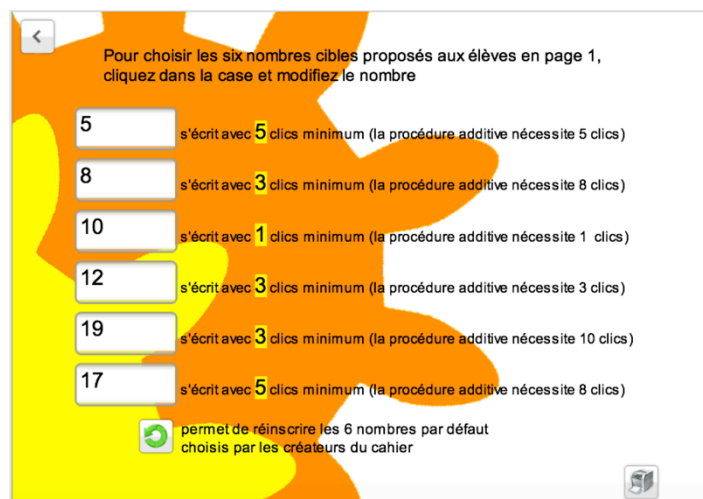 Pour choisir les six nombres cibles proposés aux élèves en page 1,
cliquez dans la case et modifiez le nombre
5 s'écrit avec 5 clics minimum (la procédure additive nécessite 5 clics)
8 s'écrit avec 3 clics minimum (la procédure additive nécessite 8 clics)
10 s'écrit avec 1 clics minimum (la procédure additive nécessite 1 clics)
12 s'écrit avec 3 clics minimum (la procédure additive nécessite 3 clics)
19 s'écrit avec 3 clics minimum (la procédure additive nécessite 10 clics)
17 s'écrit avec 5 clics minimum (la procédure additive nécessite 8 clics)
permet de réinscrire les 6 nombres par défaut
choisis par les créateurs du cahier